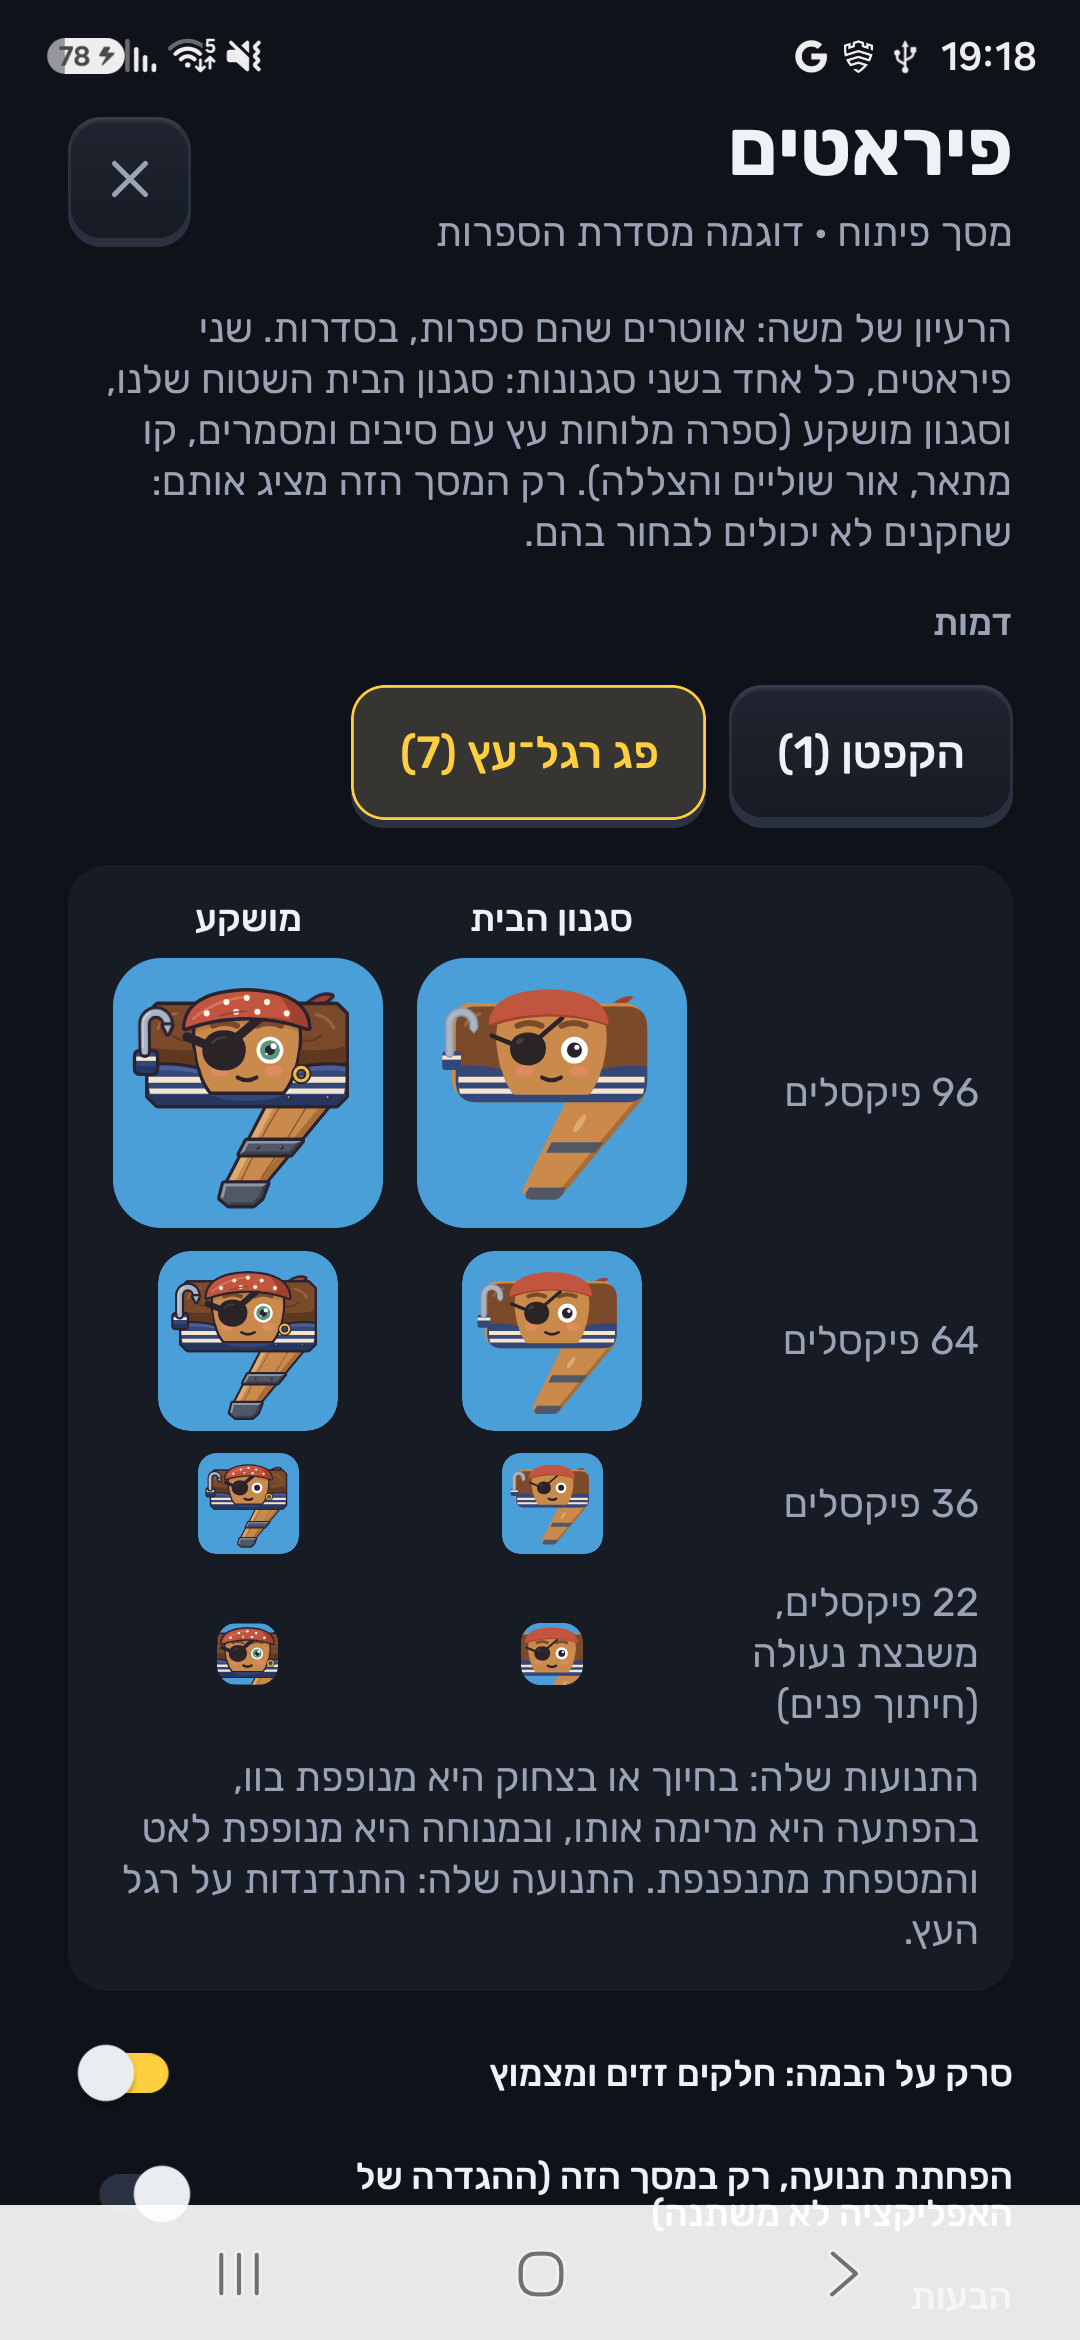 78
5
19:18
פיראטים
מסך פיתוח • דוגמה מסדרת הספרות
הרעיון של משה: אווטרים שהם ספרות, בסדרות. שני
פיראטים, כל אחד בשני סגנונות: סגנון הבית השטוח שלנו,
וסגנון מושקע (ספרה מלוחות עץ עם סיבים ומסמרים, קו
מתאר, אור שוליים והצללה). רק המסך הזה מציג אותם:
שחקנים לא יכולים לבחור בהם.
דמות
הקפטן (1)
פג רגל־עץ (7)
סגנון הבית
מושקע
96 פיקסלים
64 פיקסלים
36 פיקסלים
22 פיקסלים,
משבצת נעולה
(חיתוך פנים)
התנועות שלה: בחיוך או בצחוק היא מנופפת בוו,
בהפתעה היא מרימה אותו, ובמנוחה היא מנופפת לאט
והמטפחת מתנפנפת. התנועה שלה: התנדנדות על רגל
העץ.
סרק על הבמה: חלקים זזים ומצמוץ
הפחתת תנועה, רק במסך הזה (ההגדרה של
האפליקציה לא משתנה)
הבעות